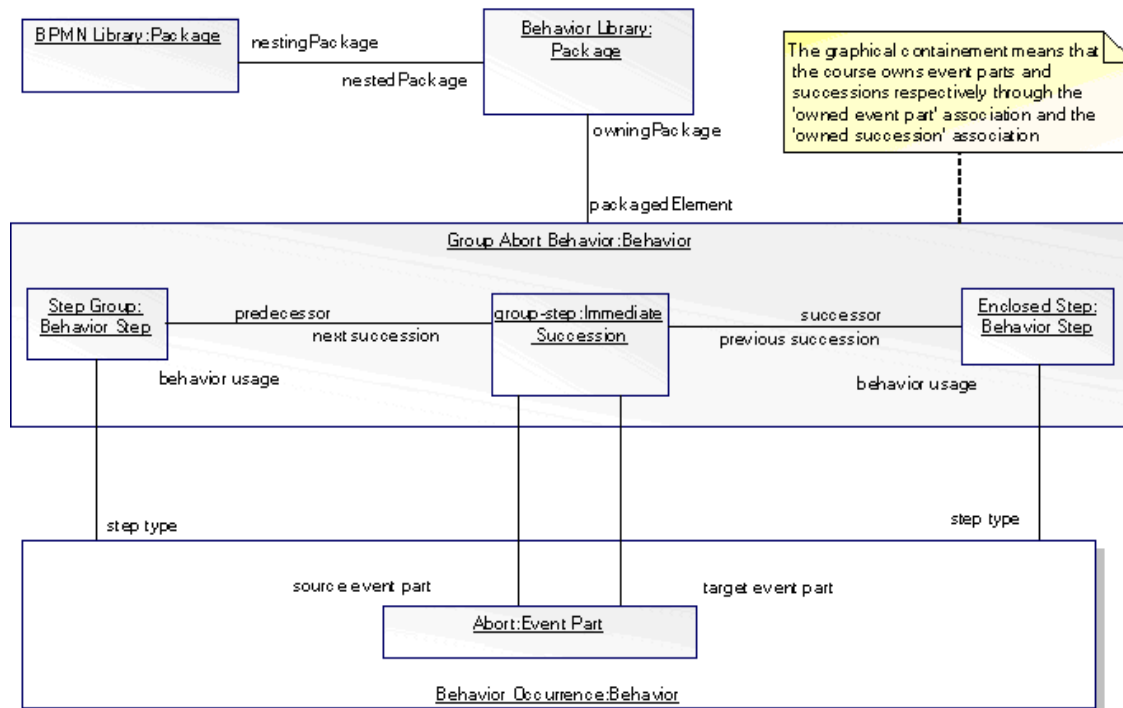 BPMN Library:Package
nestingPackage
nestedPackage
Behavior Library:
Package
The graphical containement means that
the course owns event parts and
successions respectively through the
'owned event part' association and the
'owned succession' association
owningPackage
packagedElement
Group Abort Behavior:Behavior
Step Group:
Behavior Step
predecessor
next succession
group-step:Immediate
Succession
successor
previous succession
Enclosed Step:
Behavior Step
behavior usage
behavior usage
step type
step type
source event part
target event part
Abort:Event Part
Behavior Occurrence:Behavior